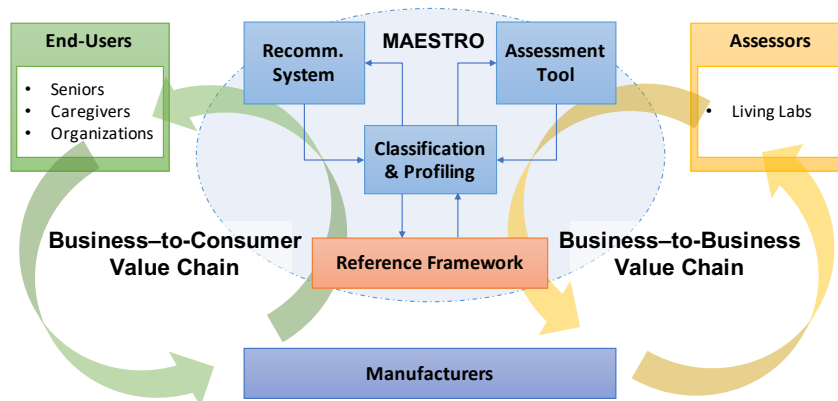 End-Users
• Seniors
• Caregivers
• Organizations
Recomm.
System
MAESTRO
Assessment
Tool
Assessors
• Living Labs
Classification
& Profiling
Business–to-Consumer
Value Chain
Reference Framework
Business–to-Business
Value Chain
Manufacturers